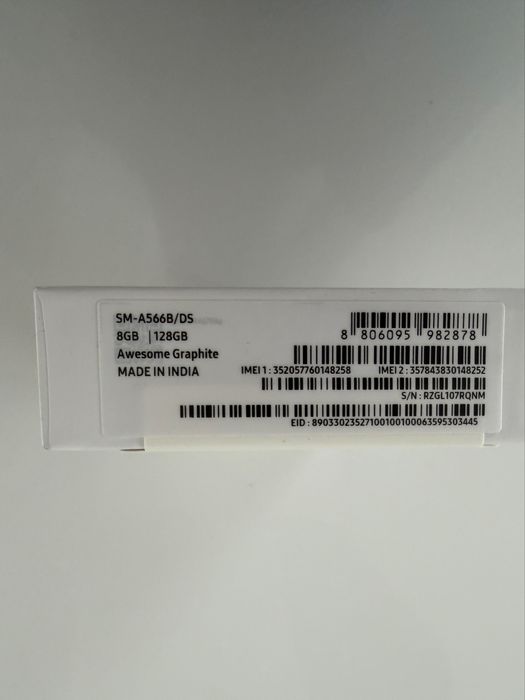 SM-A566B/DS
8GB | 128GB
Awesome Graphite
MADE IN INDIA
8 806095 982878
IMEI 1 : 352057760148258 IMEI 2 : 357843830148252
S/N : RZGL107RQNM
EID : 89033023527100100100063595303445